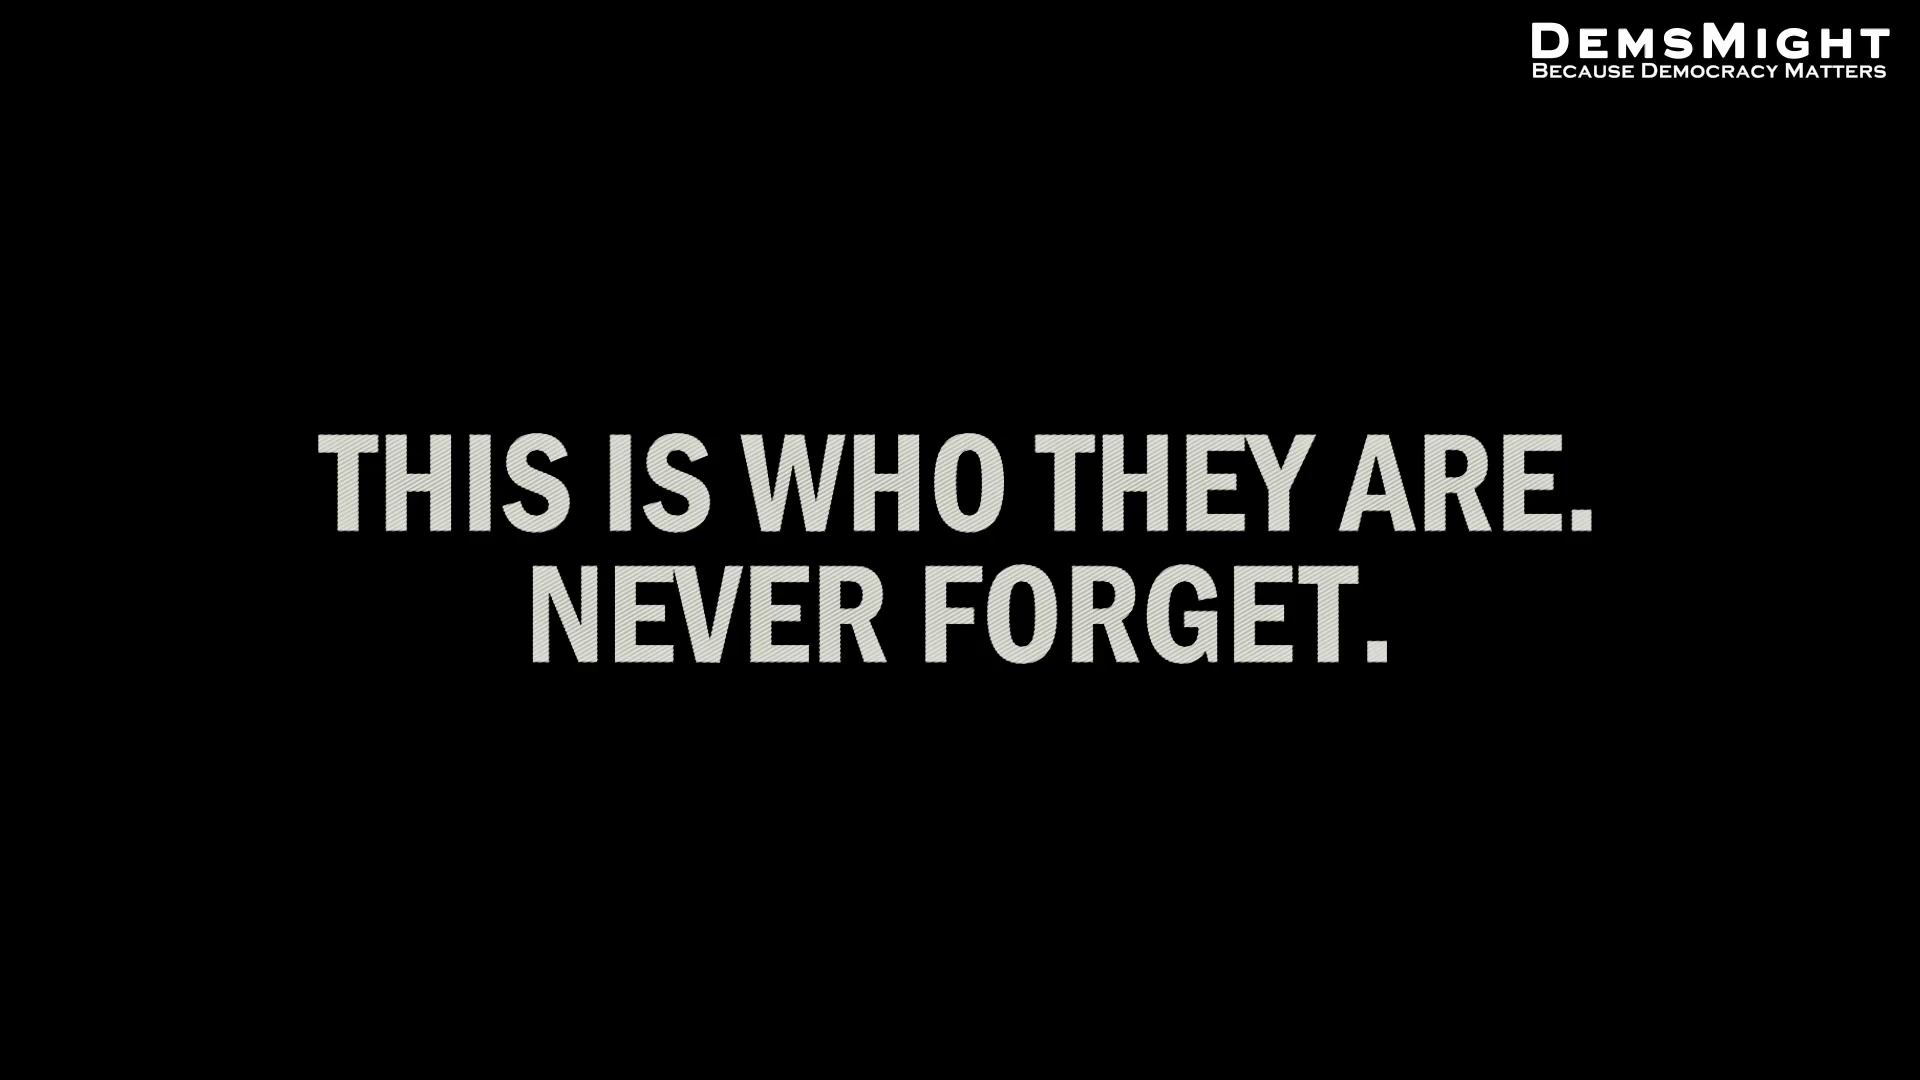 DEMSMIGHT
BECAUSE DEMOCRACY MATTERS
THIS IS WHO THEY ARE.
NEVER FORGET.